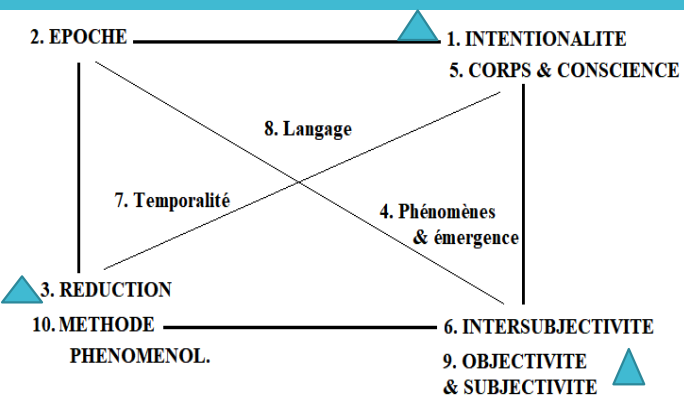 2. EPOCHE
1. INTENTIONALITE
5. CORPS & CONSCIENCE
8. Langage
7. Temporalité
4. Phénomènes
& émergence
3. REDUCTION
10. METHODE
PHENOMENOL.
6. INTERSUBJECTIVITE
9. OBJECTIVITE
& SUBJECTIVITE